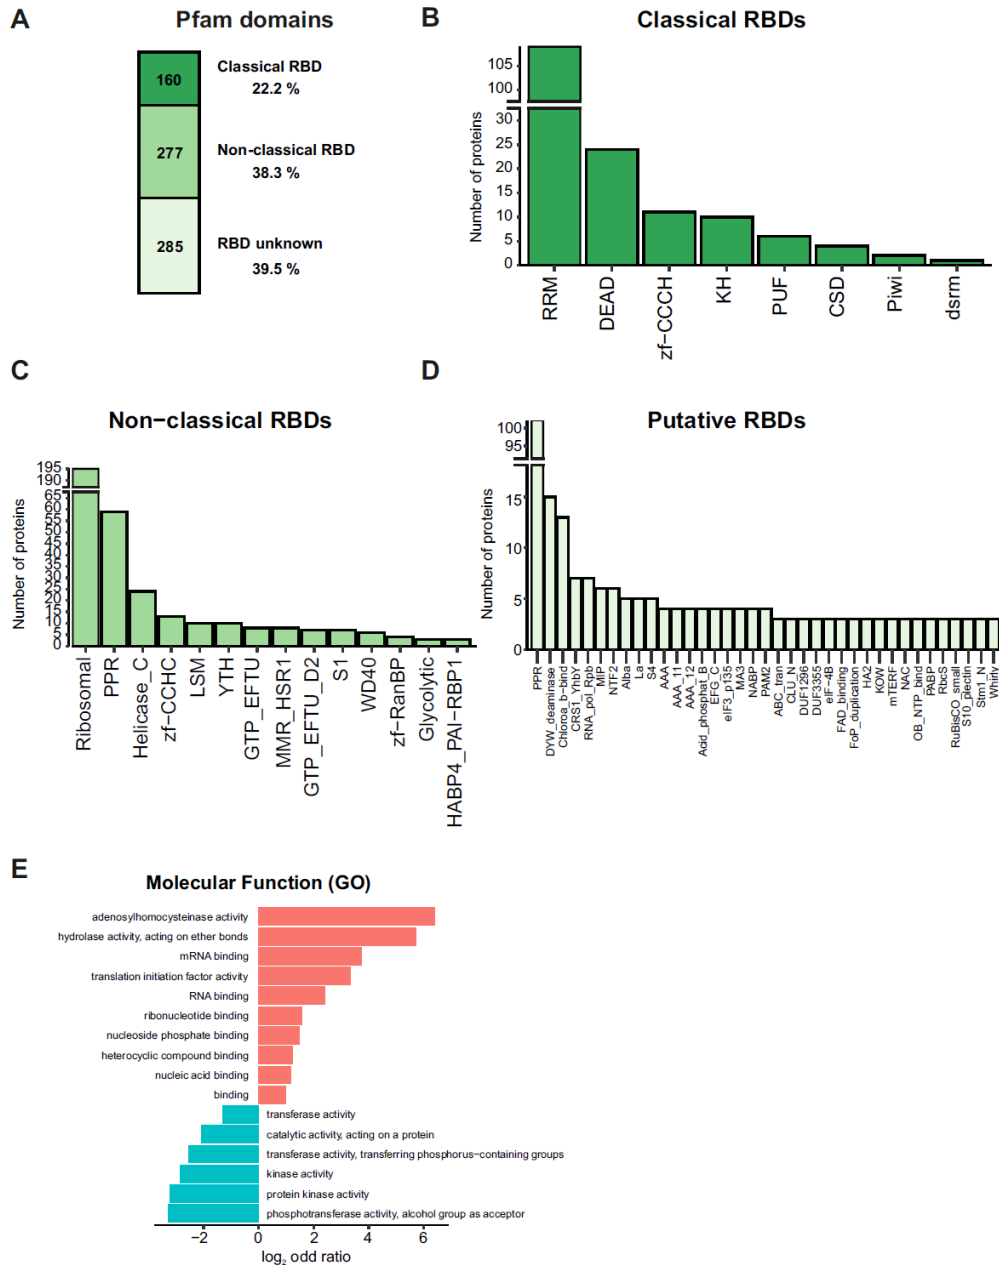 A
Pfam domains
160
Classical RBD
22.2 %
277
Non-classical RBD
38.3 %
285
RBD unknown
39.5 %
B
Classical RBDs
Number of proteins
105
100
30
25
20
15
10
5
0
RRM
DEAD
zf−CCCH
KH
PUF
CSD
Piwi
dsrm
C
Non−classical RBDs
Number of proteins
195
190
65
60
55
50
45
40
35
30
25
20
15
10
5
0
Ribosomal
PPR
Helicase_C
zf−CCHC
LSM
YTH
GTP_EFTU
MMR_HSR1
GTP_EFTU_D2
S1
WD40
zf−RanBP
Glycolytic
HABP4_PAI−RBP1
D
Putative RBDs
Number of proteins
100
95
15
10
5
0
PPR
DYW_deaminase
Chloroa_b−bind
CRS1_YhbY
RNA_pol_Rpb
MIP
NTF2
Alba
La
S4
AAA
AAA_11
AAA_12
Acid_phosphat_B
EFG_C
eIF3_p135
MA3
NABP
PAM2
ABC_tran
CLU_N
DUF1296
DUF3355
eIF−4B
FAD_binding
FoP_duplication
HA2
KOW
mTERF
NAC
OB_NTP_bind
PABP
RbcS
RuBisCO_small
S10_plectin
Stm1_N
Whirly
E
Molecular Function (GO)
adenosylhomocysteinase activity
hydrolase activity, acting on ether bonds
mRNA binding
translation initiation factor activity
RNA binding
ribonucleotide binding
nucleoside phosphate binding
heterocyclic compound binding
nucleic acid binding
binding
transferase activity
catalytic activity, acting on a protein
transferase activity, transferring phosphorus−containing groups
kinase activity
protein kinase activity
phosphotransferase activity, alcohol group as acceptor
−2 0 2 4 6
log₂ odd ratio